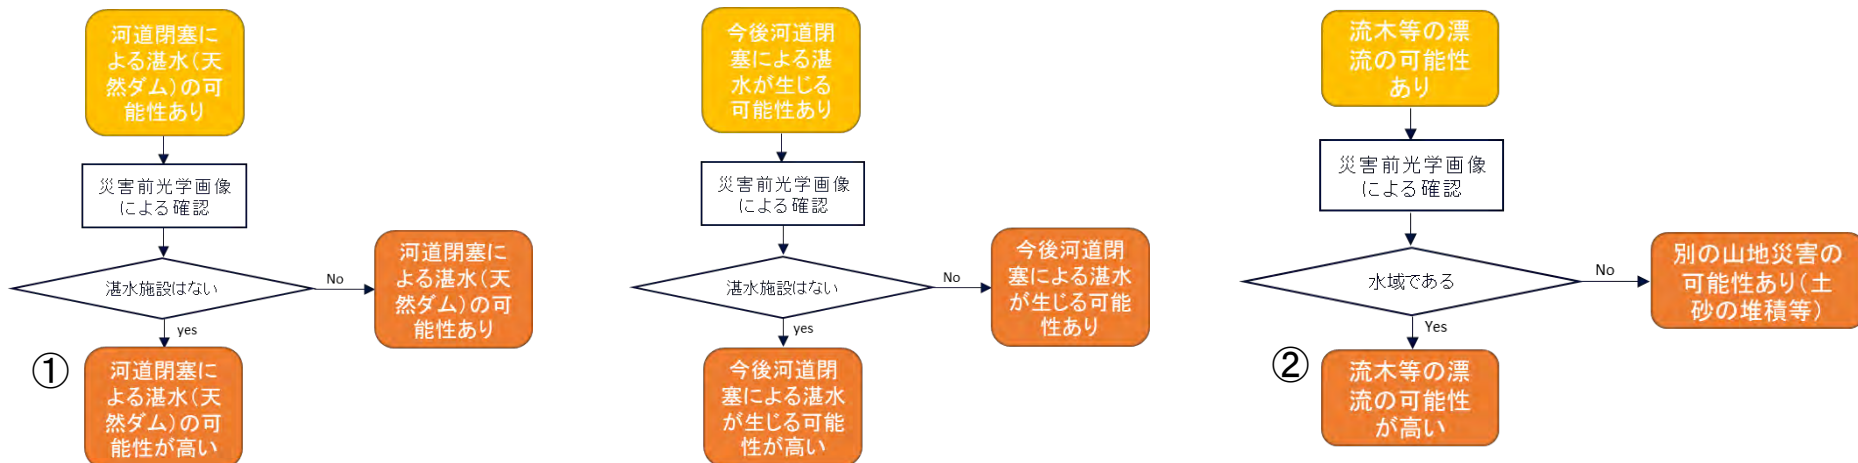 河道閉塞に
よる湛水(天
然ダム)の可
能性あり
災害前光学画像
による確認
湛水施設はない
No
河道閉塞に
よる湛水(天
然ダム)の可
能性あり
yes
①
河道閉塞に
よる湛水(天
然ダム)の可
能性が高い
今後河道閉
塞による湛
水が生じる
可能性あり
災害前光学画像
による確認
湛水施設はない
No
今後河道閉
塞による湛水
が生じる可能
性あり
yes
今後河道閉
塞による湛水
が生じる可能
性が高い
流木等の漂
流の可能性
あり
災害前光学画像
による確認
水域である
No
別の山地災害の
可能性あり(土
砂の堆積等)
Yes
②
流木等の漂
流の可能性
が高い